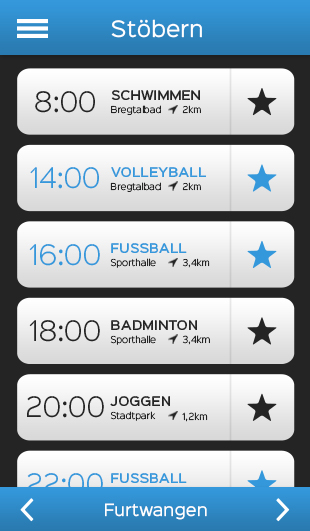 Stöbern
8:00 SCHWIMMEN
Bregtalbad 2km
14:00 VOLLEYBALL
Bregtalbad 2km
16:00 FUSSBALL
Sporthalle 3,4km
18:00 BADMINTON
Sporthalle 3,4km
20:00 JOGGEN
Stadtpark 1,2km
22:00 FUSSBALL
Furtwangen